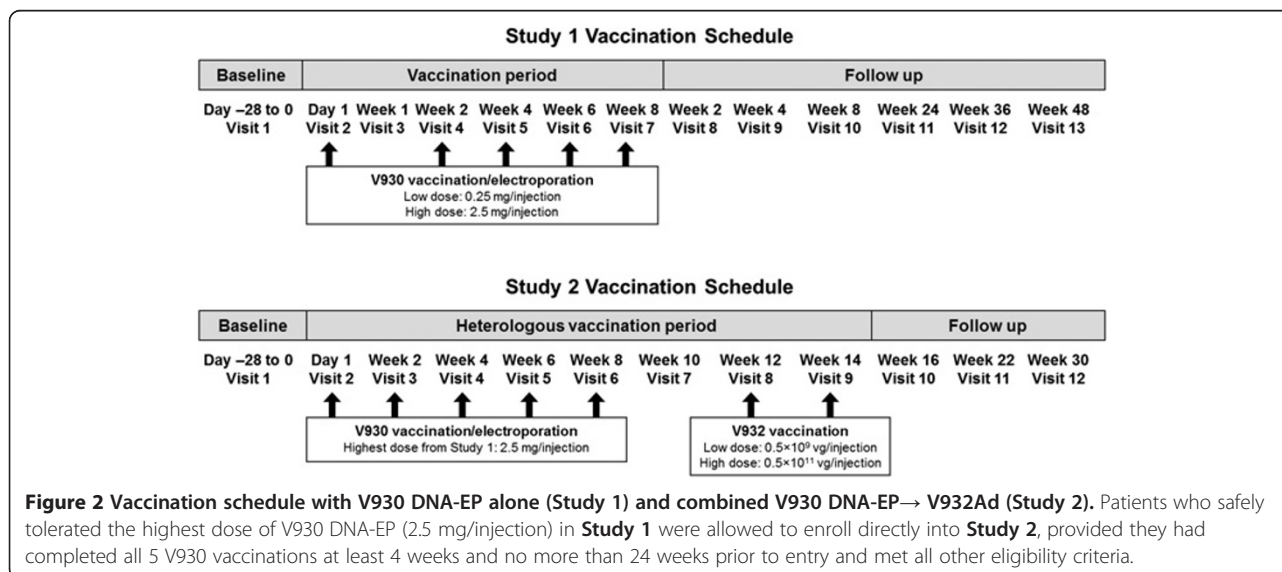 Study 1 Vaccination Schedule
Baseline Vaccination period Follow up
Day –28 to 0 Day 1 Week 1 Week 2 Week 4 Week 6 Week 8 Week 2 Week 4 Week 8 Week 24 Week 36 Week 48
Visit 1 Visit 2 Visit 3 Visit 4 Visit 5 Visit 6 Visit 7 Visit 8 Visit 9 Visit 10 Visit 11 Visit 12 Visit 13
V930 vaccination/electroporation
Low dose: 0.25 mg/injection
High dose: 2.5 mg/injection
Study 2 Vaccination Schedule
Baseline Heterologous vaccination period Follow up
Day –28 to 0 Day 1 Week 2 Week 4 Week 6 Week 8 Week 10 Week 12 Week 14 Week 16 Week 22 Week 30
Visit 1 Visit 2 Visit 3 Visit 4 Visit 5 Visit 6 Visit 7 Visit 8 Visit 9 Visit 10 Visit 11 Visit 12
V930 vaccination/electroporation
Highest dose from Study 1: 2.5 mg/injection
V932 vaccination
Low dose: 0.5×10⁹ vg/injection
High dose: 0.5×10¹¹ vg/injection
Figure 2 Vaccination schedule with V930 DNA-EP alone (Study 1) and combined V930 DNA-EP→ V932Ad (Study 2). Patients who safely
tolerated the highest dose of V930 DNA-EP (2.5 mg/injection) in Study 1 were allowed to enroll directly into Study 2, provided they had
completed all 5 V930 vaccinations at least 4 weeks and no more than 24 weeks prior to entry and met all other eligibility criteria.